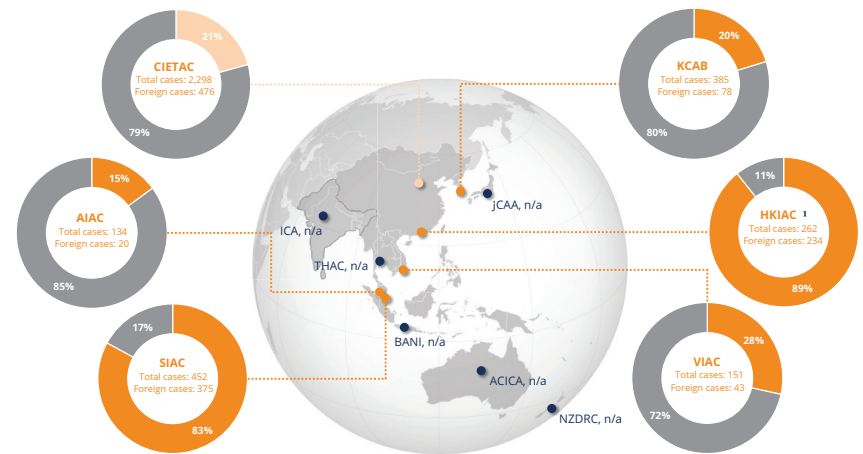 21%
CIETAC
Total cases: 2,298
Foreign cases: 476
79%
20%
KCAB
Total cases: 385
Foreign cases: 78
80%
15%
AIAC
Total cases: 134
Foreign cases: 20
85%
11%
HKIAC 1
Total cases: 262
Foreign cases: 234
89%
jCAA, n/a
ICA, n/a
THAC, n/a
BANI, n/a
ACICA, n/a
NZDRC, n/a
17%
SIAC
Total cases: 452
Foreign cases: 375
83%
28%
VIAC
Total cases: 151
Foreign cases: 43
72%